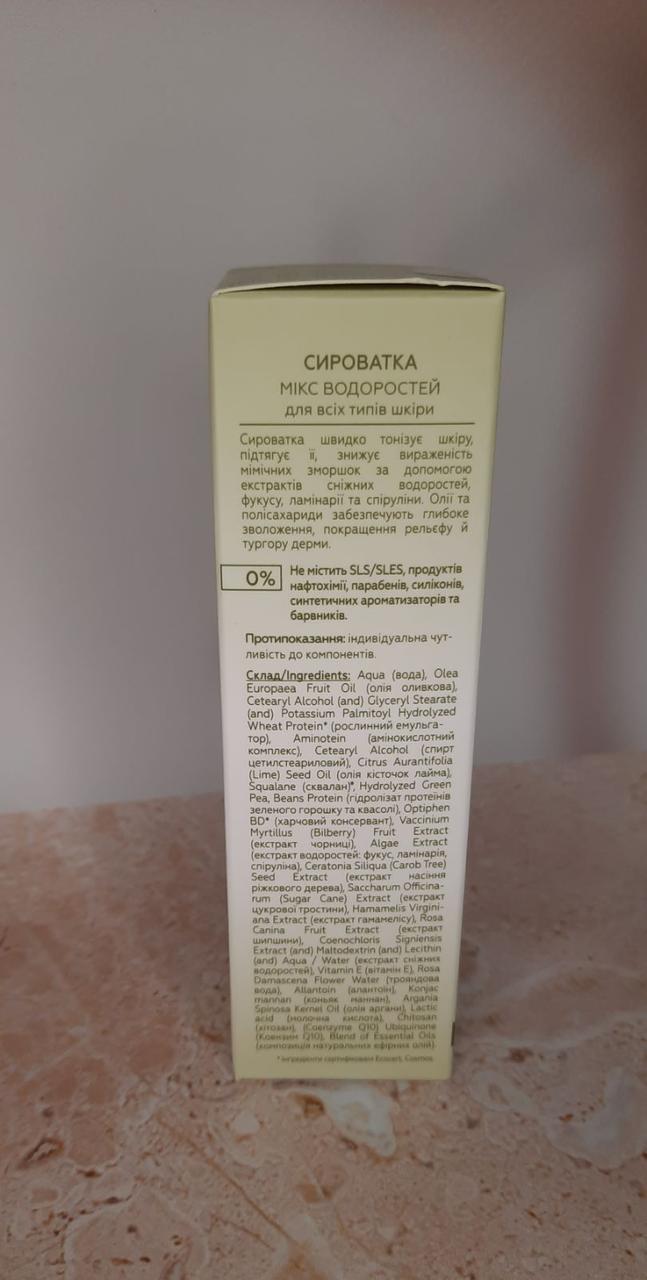 СИРОВАТКА
МІКС ВОДОРОСТЕЙ
для всіх типів шкіри
Сироватка швидко тонізує шкіру,
підтягує її, знижує вираженість
мімічних зморшок за допомогою
екстрактів сніжних водоростей,
фукусу, ламінарії та спіруліни. Олії та
полісахариди забезпечують глибоке
зволоження, покращення рельєфу й
тургору дерми.
0%
Не містить SLS/SLES, продуктів
нафтохімії, парабенів, силіконів,
синтетичних ароматизаторів та
барвників.
Протипоказання: індивідуальна чут-
ливість до компонентів.
Склад/Ingredients: Aqua (вода), Olea
Europaea Fruit Oil (олія оливкова),
Cetearyl Alcohol (and) Glyceryl Stearate
(and) Potassium Palmitoyl Hydrolyzed
Wheat Protein* (рослинний емульга-
тор), Aminotein (амінокислотний
комплекс), Cetearyl Alcohol (спирт
цетилстеариловий), Citrus Aurantifolia
(Lime) Seed Oil (олія кісточок лайма),
Squalane (сквалан)*, Hydrolyzed Green
Pea, Beans Protein (гідролізат протеїнів
зеленого горошку та квасолі), Optiphen
BD* (харчовий консервант), Vaccinium
Myrtillus (Bilberry) Fruit Extract
(екстракт чорниці), Algae Extract
(екстракт водоростей: фукус, ламінарія,
спіруліна), Ceratonia Siliqua (Carob Tree)
Seed Extract (екстракт насіння
ріжкового дерева), Saccharum Officina-
rum (Sugar Cane) Extract (екстракт
цукрової тростини), Hamamelis Virgini-
ana Extract (екстракт гамамелісу), Rosa
Canina Fruit Extract (екстракт
шипшини), Coenochloris Signiensis
Extract (and) Maltodextrin (and) Lecithin
(and) Aqua / Water (екстракт сніжних
водоростей), Vitamin E (вітамін Е), Rosa
Damascena Flower Water (трояндова
вода), Allantoin (алантоїн), Konjac
mannan (коньяк маннан), Argania
Spinosa Kernel Oil (олія аргани), Lactic
acid (молочна кислота), Chitosan
(хітозан), (Coenzyme Q10) Ubiquinone
(Коензим Q10), Blend of Essential Oils
(композиція натуральних ефірних олій).
* інгредієнти сертифіковані Ecocert, Cosmos.